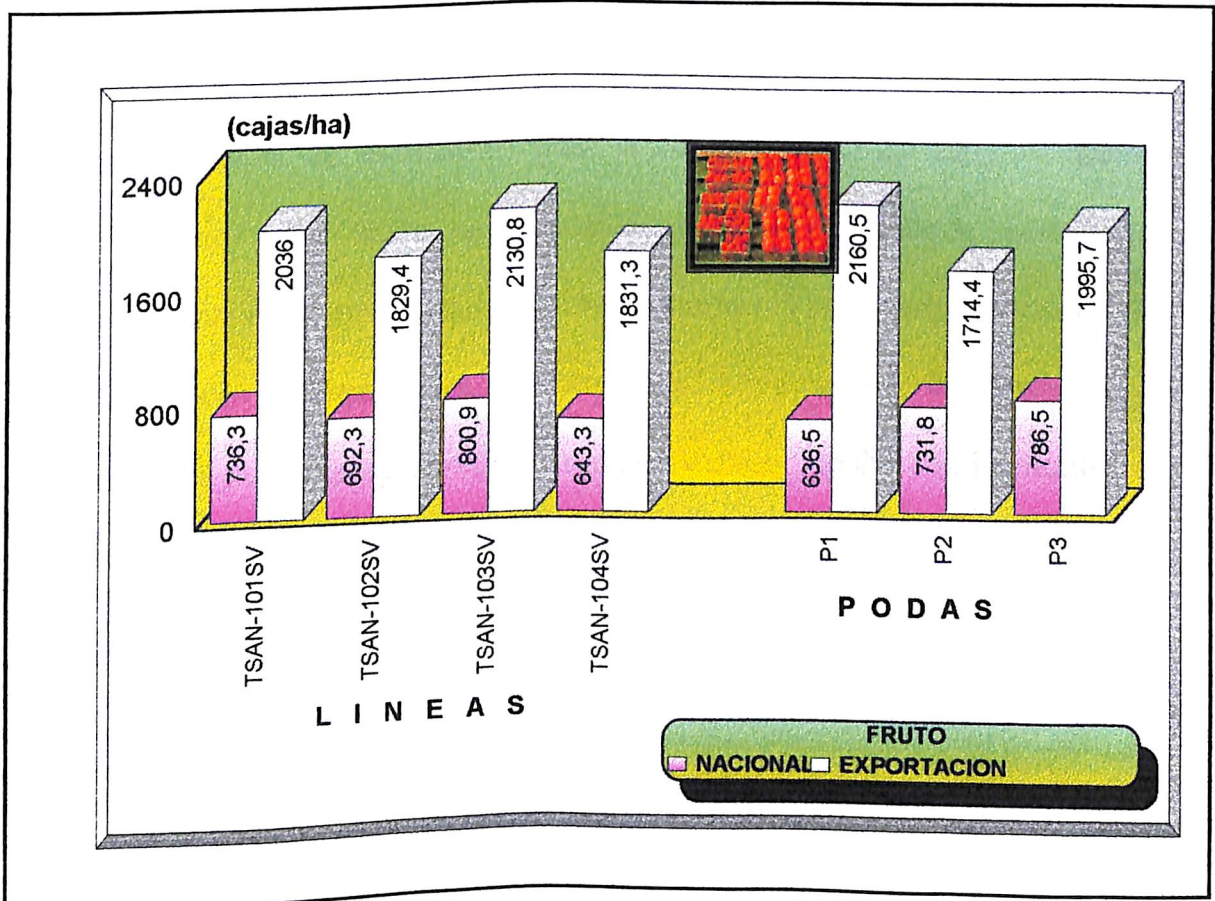 (cajas/ha)
2400
1600
800
0
736,3
2036
692,3
1829,4
800,9
2130,8
643,3
1831,3
636,5
2160,5
731,8
1714,4
786,5
1995,7
TSAN-101SV
TSAN-102SV
TSAN-103SV
TSAN-104SV
P1
P2
P3
L I N E A S
P O D A S
FRUTO
NACIONAL EXPORTACION